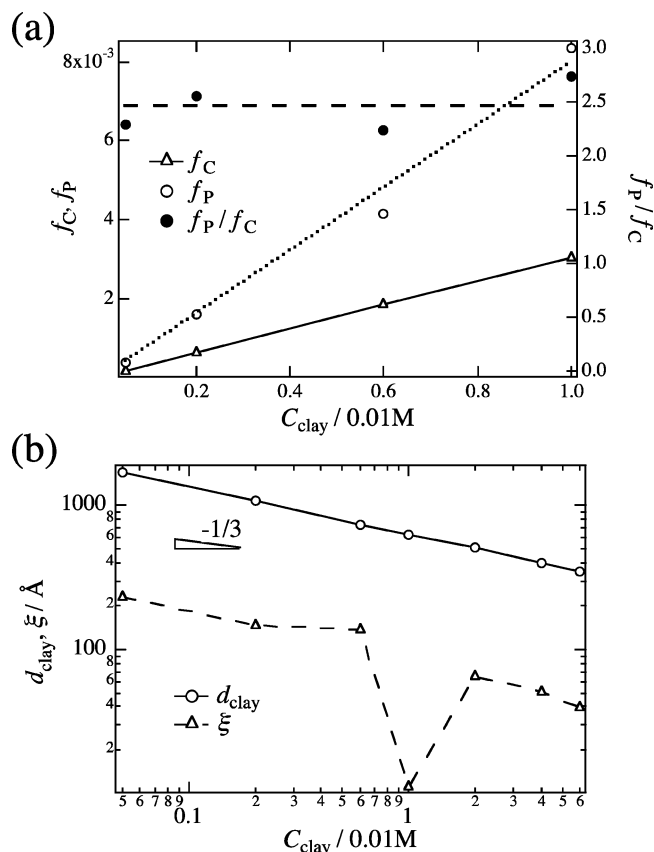 (a)
8x10⁻³
6
4
2
f_C, f_P
f_C
f_P
f_P / f_C
3.0
2.5
2.0
1.5
1.0
0.5
0.0
f_P / f_C
0.2 0.4 0.6 0.8 1.0
C_clay / 0.01M
(b)
1000
8
6
4
2
100
8
6
4
2
d_clay, ξ / Å
-1/3
d_clay
ξ
5 6 7 8 9 0.1 2 3 4 5 6 7 8 9 1 2 3 4 5 6
C_clay / 0.01M